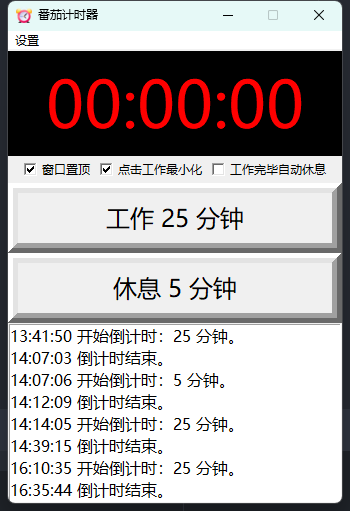 番茄计时器
设置
00:00:00
窗口置顶 点击工作最小化 工作完毕自动休息
工作 25 分钟
休息 5 分钟
13:41:50 开始倒计时：25 分钟。
14:07:03 倒计时结束。
14:07:06 开始倒计时：5 分钟。
14:12:09 倒计时结束。
14:14:05 开始倒计时：25 分钟。
14:39:15 倒计时结束。
16:10:35 开始倒计时：25 分钟。
16:35:44 倒计时结束。